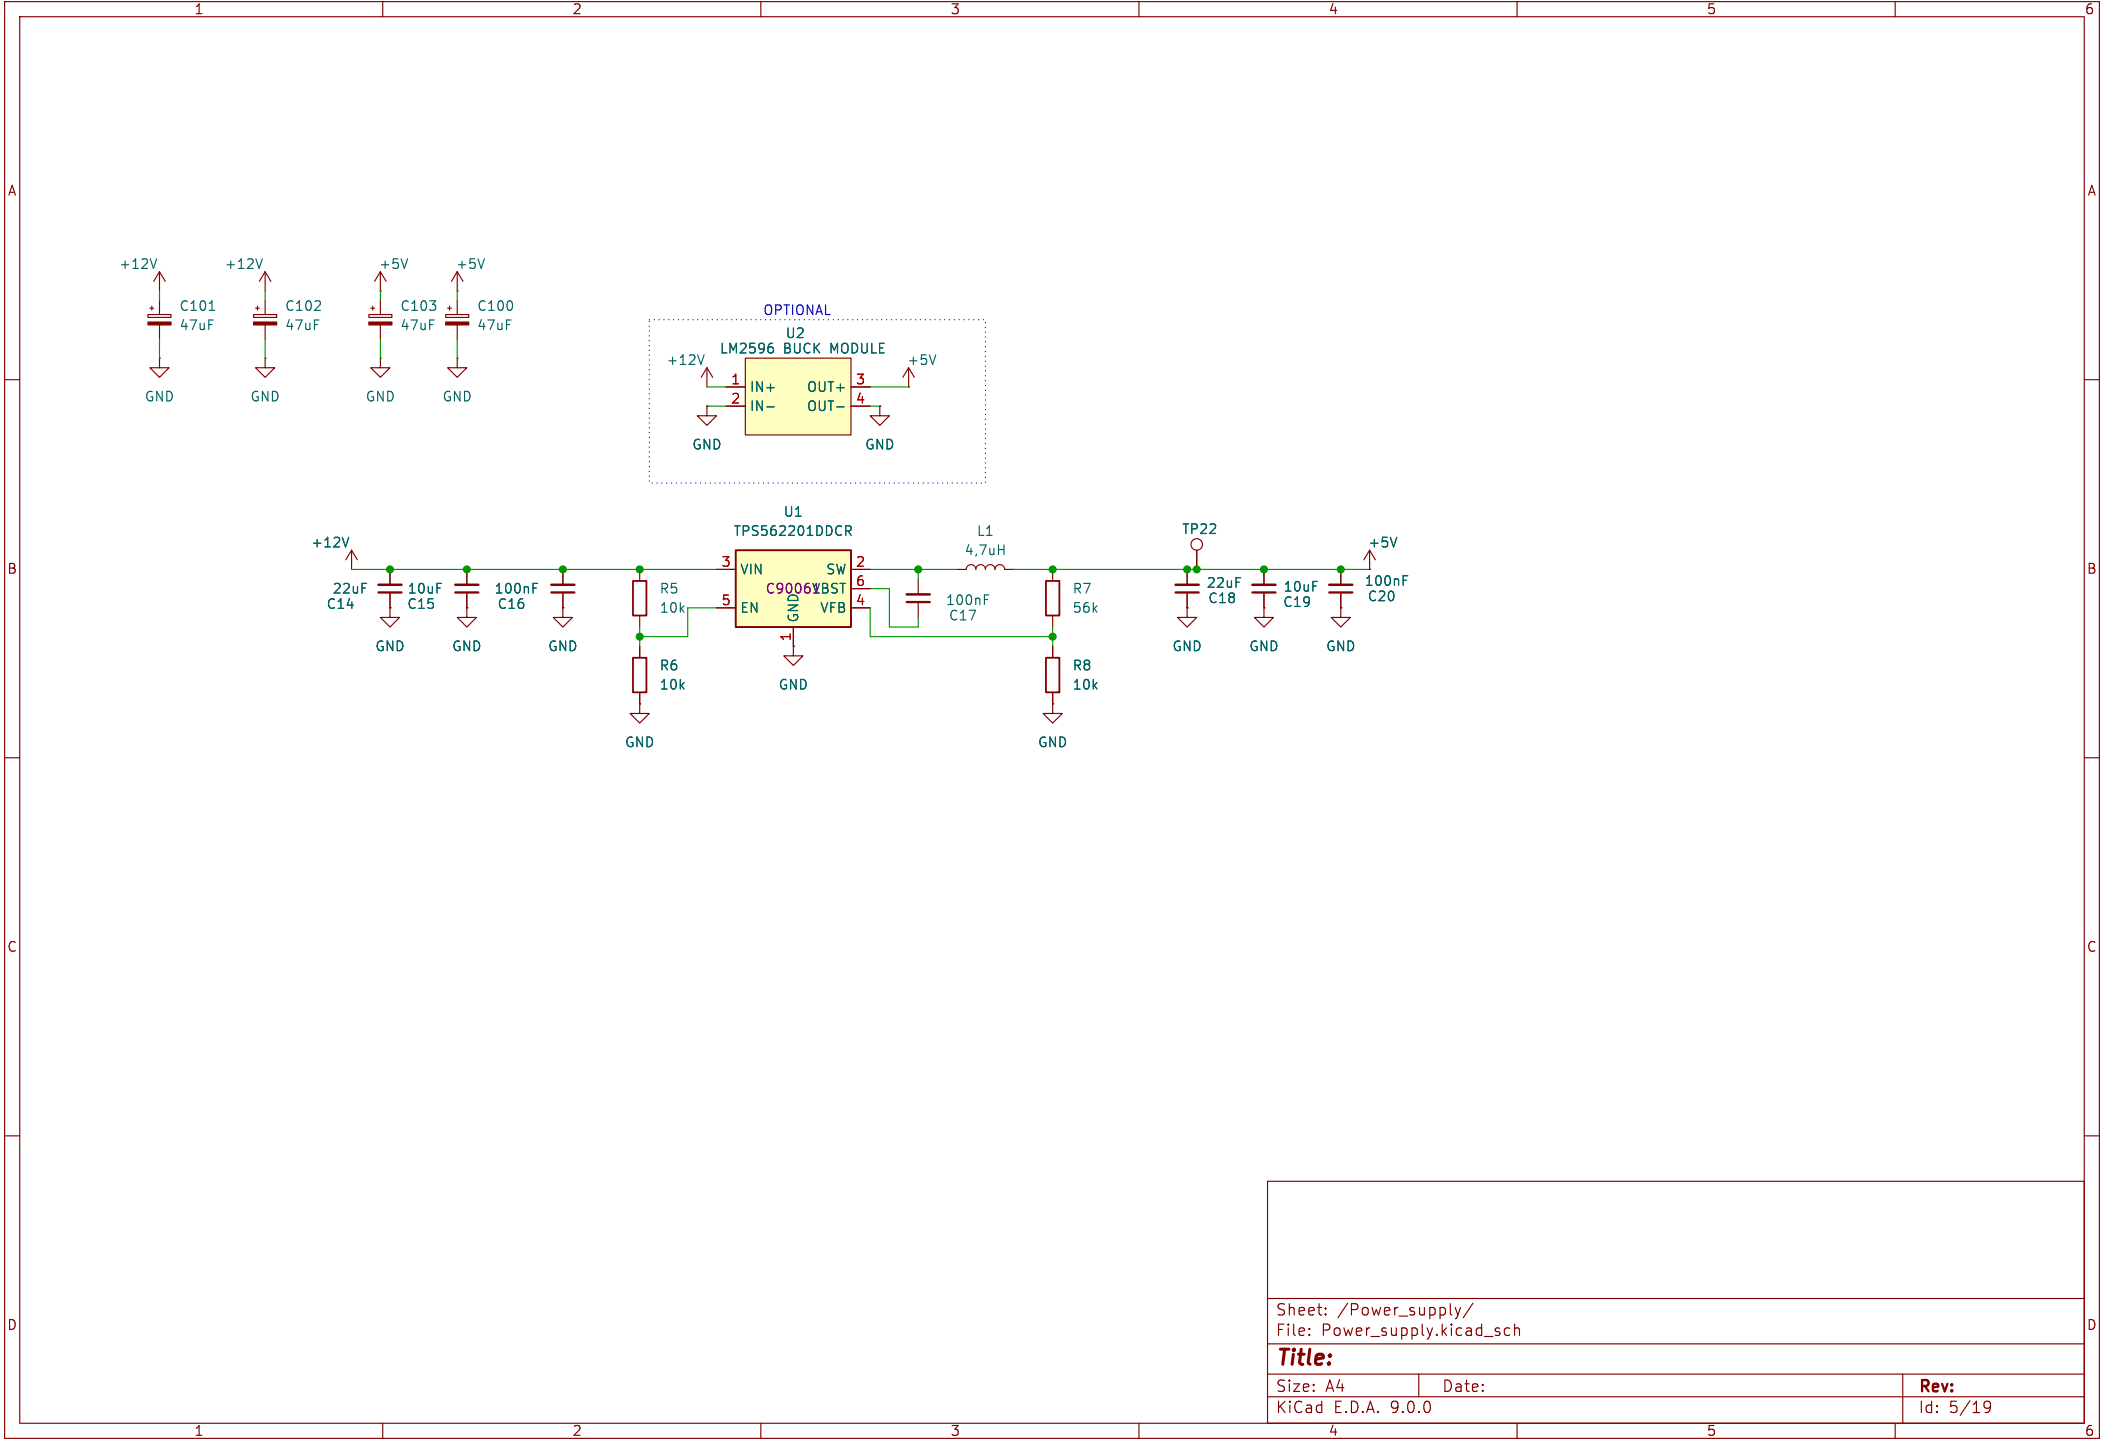 1 2 3 4 5 6
A A
+12V +12V +5V +5V
C101 C102 C103 C100
47uF 47uF 47uF 47uF
GND GND GND GND
OPTIONAL
U2
LM2596 BUCK MODULE
+12V +5V
1 IN+ OUT+ 3
2 IN- OUT- 4
GND GND
U1
TPS562201DDCR
+12V L1 TP22 +5V
4,7uH
B B
3 VIN SW 2
C90061 VBST 6
5 EN VFB 4
GND
1
GND
22uF 10uF 100nF
C14 C15 C16
GND GND GND
R5
10k
R6
10k
GND
100nF
C17
R7
56k
R8
10k
GND
22uF 10uF 100nF
C18 C19 C20
GND GND GND
C C
D D
Sheet: /Power_supply/
File: Power_supply.kicad_sch
Title:
Size: A4 Date: Rev:
KiCad E.D.A. 9.0.0 Id: 5/19
1 2 3 4 5 6